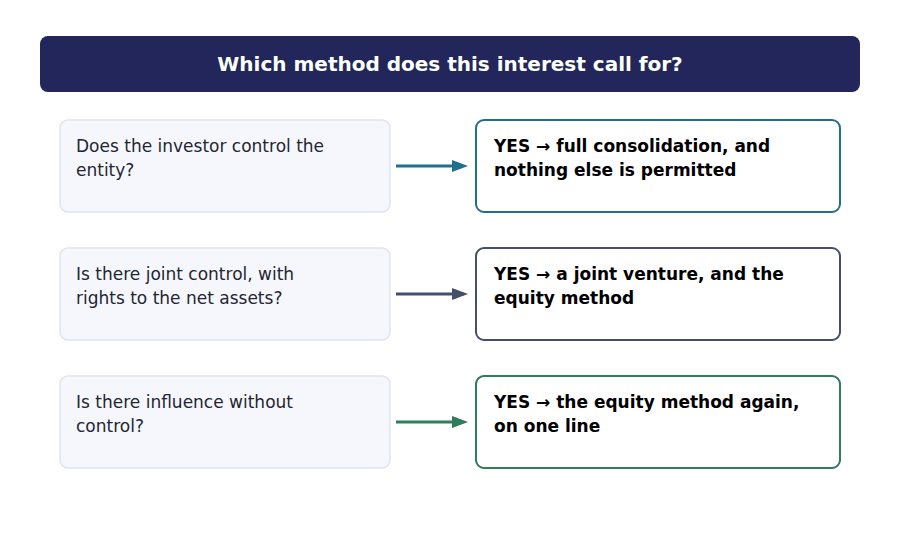 Which method does this interest call for?
Does the investor control the
entity?
YES → full consolidation, and
nothing else is permitted
Is there joint control, with
rights to the net assets?
YES → a joint venture, and the
equity method
Is there influence without
control?
YES → the equity method again,
on one line